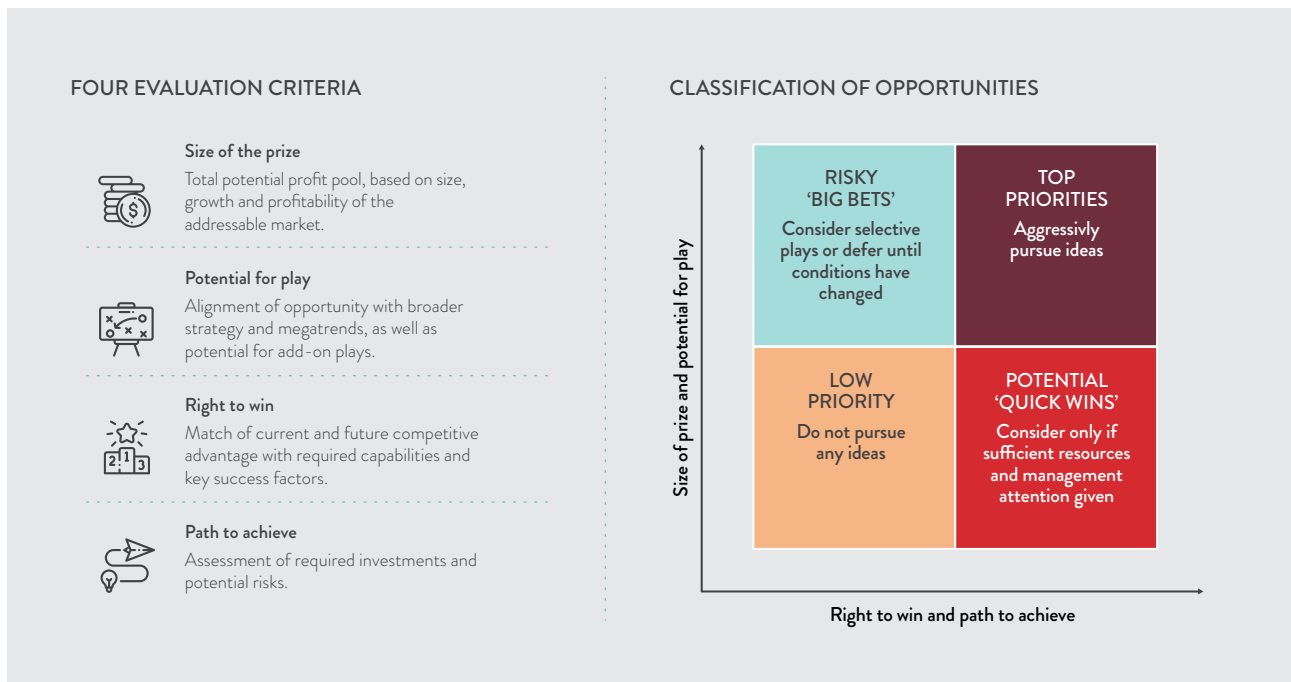 FOUR EVALUATION CRITERIA
Size of the prize
Total potential profit pool, based on size,
growth and profitability of the
addressable market.
Potential for play
Alignment of opportunity with broader
strategy and megatrends, as well as
potential for add-on plays.
Right to win
Match of current and future competitive
advantage with required capabilities and
key success factors.
Path to achieve
Assessment of required investments and
potential risks.
$
2 1 3
CLASSIFICATION OF OPPORTUNITIES
Size of prize and potential for play
RISKY
‘BIG BETS’
Consider selective
plays or defer until
conditions have
changed
TOP
PRIORITIES
Aggressivly
pursue ideas
LOW
PRIORITY
Do not pursue
any ideas
POTENTIAL
‘QUICK WINS’
Consider only if
sufficient resources
and management
attention given
Right to win and path to achieve